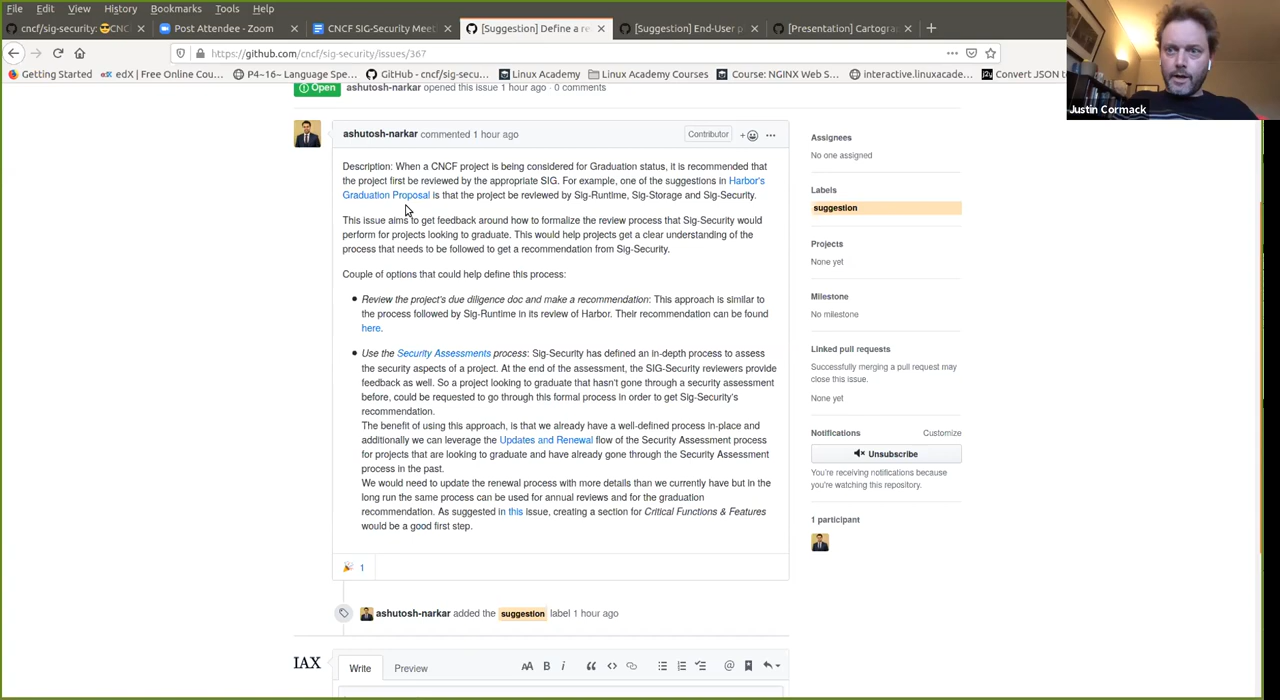 File Edit View History Bookmarks Tools Help
cncf/sig-security: 😎CNC
Post Attendee - Zoom
CNCF SIG-Security Meet
[Suggestion] Define a re
[Suggestion] End-User p
[Presentation] Cartogra
https://github.com/cncf/sig-security/issues/367
Getting Started
edX | Free Online Cou...
P4~16~ Language Spe...
GitHub - cncf/sig-secu...
Linux Academy
Linux Academy Courses
Course: NGINX Web S...
interactive.linuxacade...
Convert JSON to
Justin Cormack
Open
ashutosh-narkar opened this issue 1 hour ago · 0 comments
ashutosh-narkar commented 1 hour ago
Contributor
Description: When a CNCF project is being considered for Graduation status, it is recommended that
the project first be reviewed by the appropriate SIG. For example, one of the suggestions in Harbor's
Graduation Proposal is that the project be reviewed by Sig-Runtime, Sig-Storage and Sig-Security.
This issue aims to get feedback around how to formalize the review process that Sig-Security would
perform for projects looking to graduate. This would help projects get a clear understanding of the
process that needs to be followed to get a recommendation from Sig-Security.
Couple of options that could help define this process:
Review the project's due diligence doc and make a recommendation: This approach is similar to
the process followed by Sig-Runtime in its review of Harbor. Their recommendation can be found
here.
Use the Security Assessments process: Sig-Security has defined an in-depth process to assess
the security aspects of a project. At the end of the assessment, the SIG-Security reviewers provide
feedback as well. So a project looking to graduate that hasn't gone through a security assessment
before, could be requested to go through this formal process in order to get Sig-Security's
recommendation.
The benefit of using this approach, is that we already have a well-defined process in-place and
additionally we can leverage the Updates and Renewal flow of the Security Assessment process
for projects that are looking to graduate and have already gone through the Security Assessment
process in the past.
We would need to update the renewal process with more details than we currently have but in the
long run the same process can be used for annual reviews and for the graduation
recommendation. As suggested in this issue, creating a section for Critical Functions & Features
would be a good first step.
1
ashutosh-narkar added the suggestion label 1 hour ago
IAX
Write
Preview
AA B i
Assignees
No one assigned
Labels
suggestion
Projects
None yet
Milestone
No milestone
Linked pull requests
Successfully merging a pull request may
close this issue.
None yet
Notifications
Customize
Unsubscribe
You're receiving notifications because
you're watching this repository.
1 participant